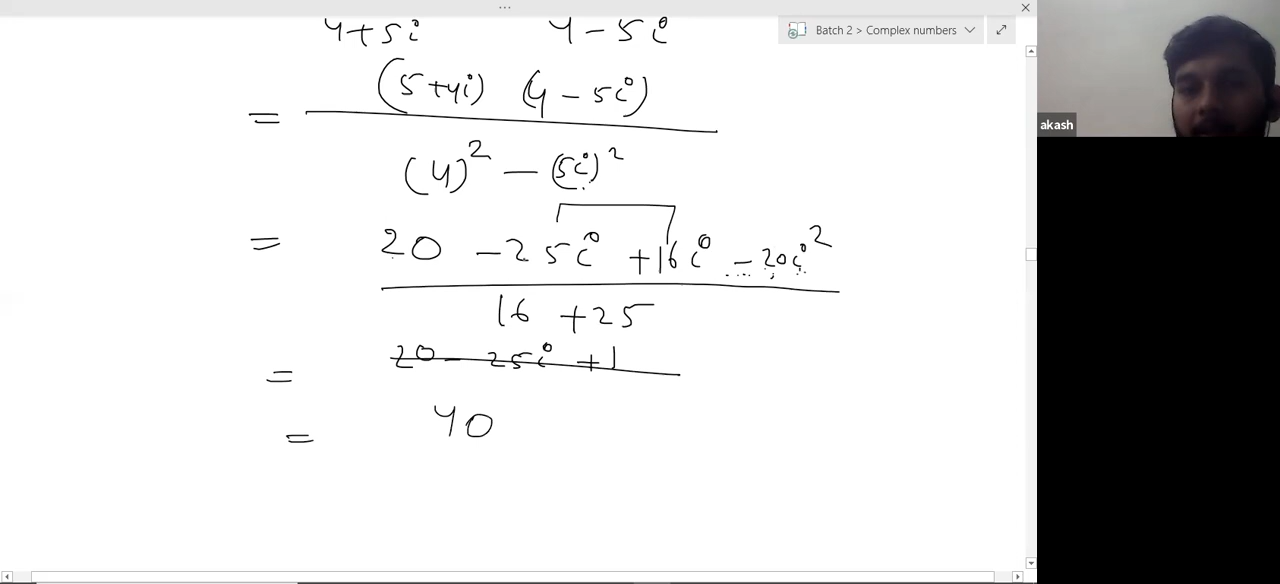 Batch 2 > Complex numbers
akash
4+5i 4-5i
= (5+4i) (4-5i)
(4)² - (5i)²
= 20 -25i +16i -20i²
16 +25
= 20 - 25i +1
= 40